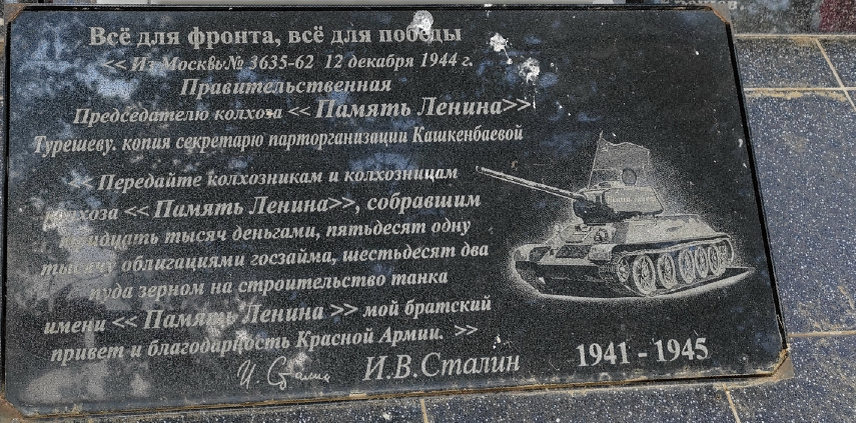 Всё для фронта, всё для победы
<< Из Москвы № 3635-62 12 декабря 1944 г.
Правительственная
Председателю колхоза << Память Ленина>>
Турешеву. копия секретарю парторганизации Кашкенбаевой
<< Передайте колхозникам и колхозницам
колхоза << Память Ленина>>, собравшим
тысяч деньгами, пятьдесят одну
тысячу облигациями госзайма, шестьдесят два
пуда зерном на строительство танка
имени << Память Ленина >> мой братский
привет и благодарность Красной Армии. >>
И. Сталин И.В.Сталин 1941 - 1945